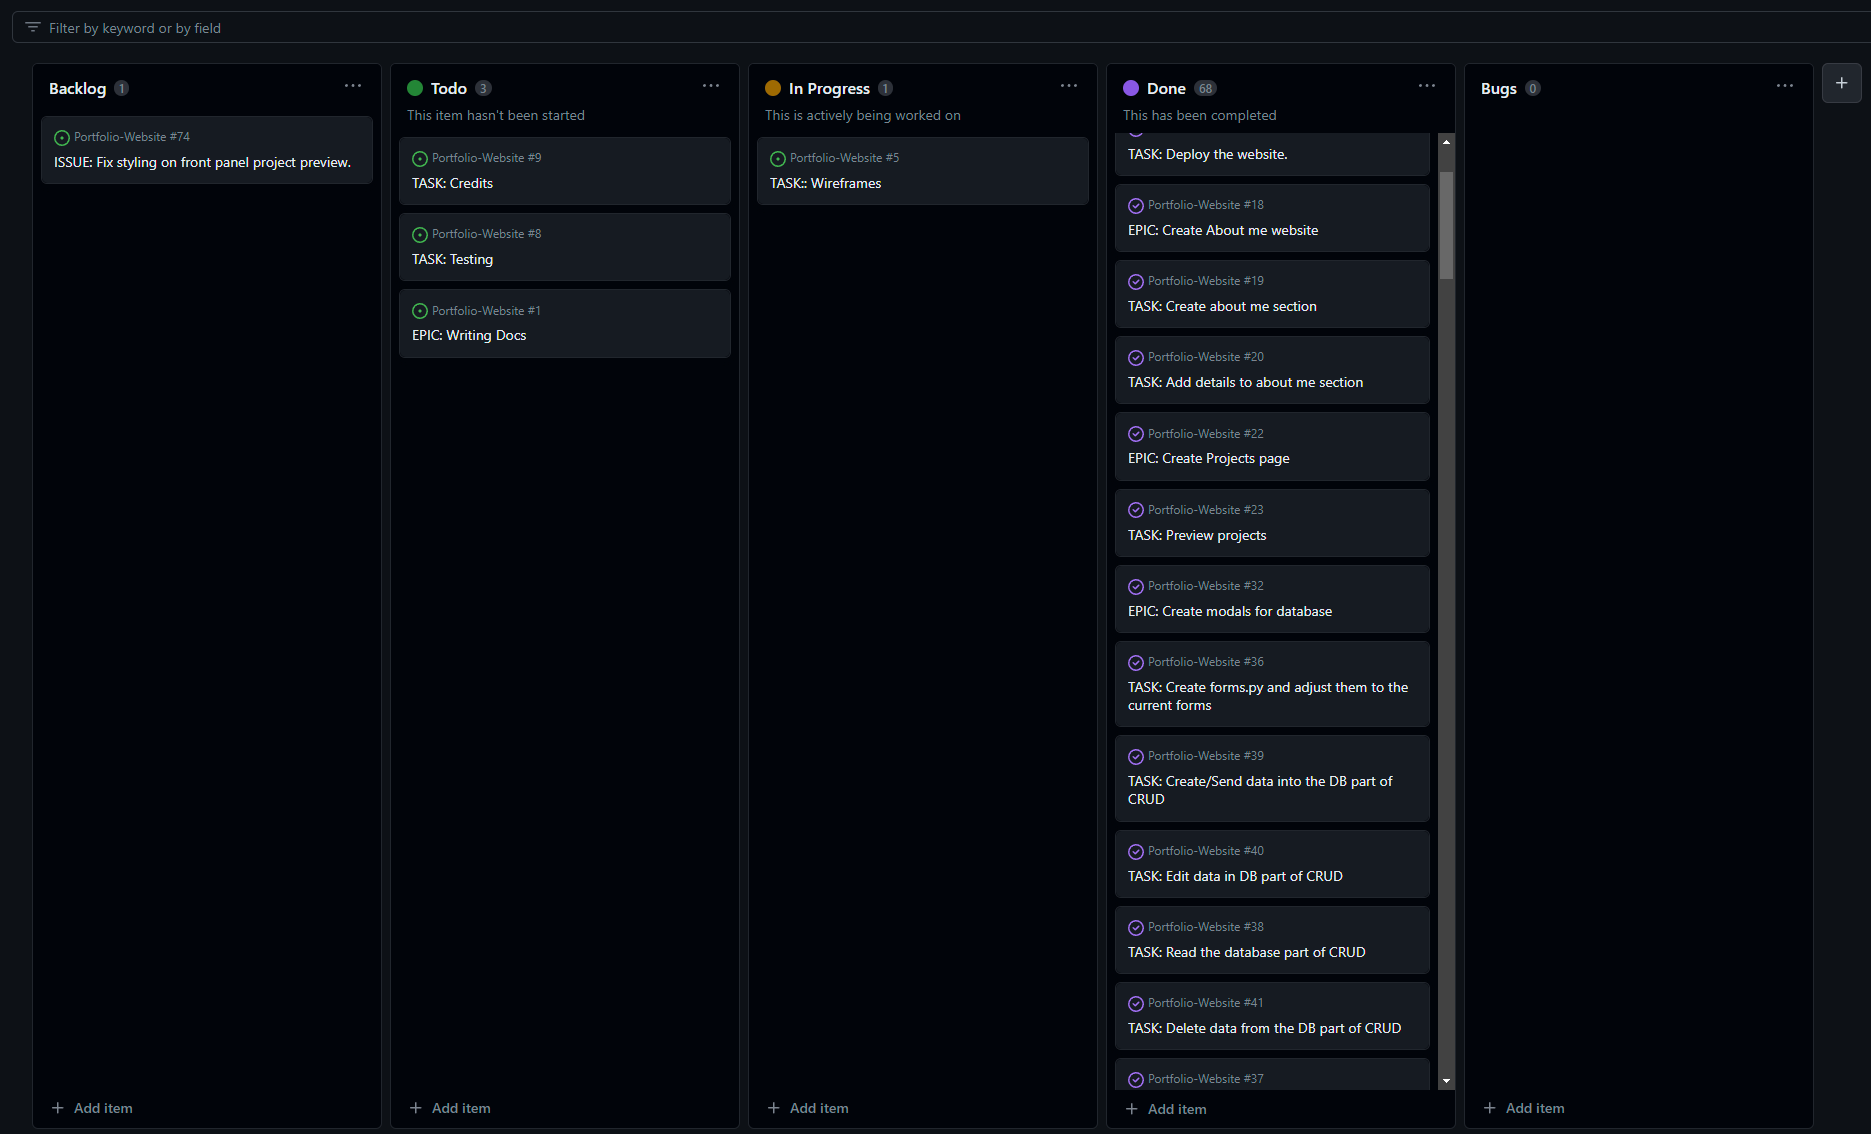 Filter by keyword or by field
Backlog 1
Portfolio-Website #74
ISSUE: Fix styling on front panel project preview.
Add item
Todo 3
This item hasn't been started
Portfolio-Website #9
TASK: Credits
Portfolio-Website #8
TASK: Testing
Portfolio-Website #1
EPIC: Writing Docs
Add item
In Progress 1
This is actively being worked on
Portfolio-Website #5
TASK:: Wireframes
Add item
Done 68
This has been completed
TASK: Deploy the website.
Portfolio-Website #18
EPIC: Create About me website
Portfolio-Website #19
TASK: Create about me section
Portfolio-Website #20
TASK: Add details to about me section
Portfolio-Website #22
EPIC: Create Projects page
Portfolio-Website #23
TASK: Preview projects
Portfolio-Website #32
EPIC: Create modals for database
Portfolio-Website #36
TASK: Create forms.py and adjust them to the
current forms
Portfolio-Website #39
TASK: Create/Send data into the DB part of
CRUD
Portfolio-Website #40
TASK: Edit data in DB part of CRUD
Portfolio-Website #38
TASK: Read the database part of CRUD
Portfolio-Website #41
TASK: Delete data from the DB part of CRUD
Portfolio-Website #37
Add item
Bugs 0
Add item